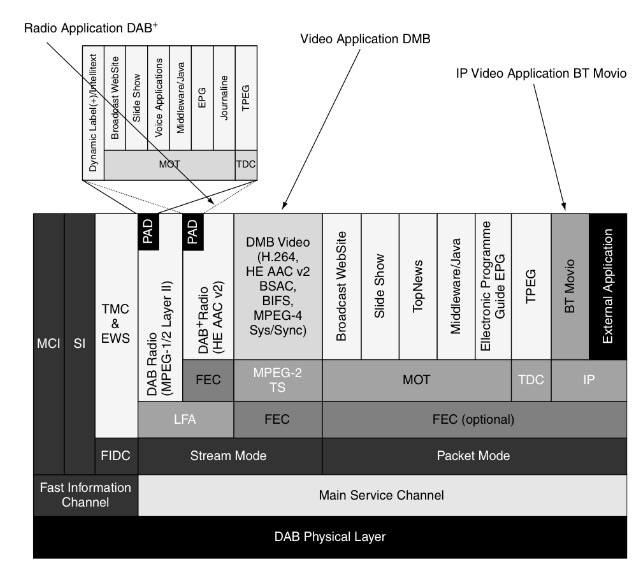 Radio Application DAB+
Video Application DMB
IP Video Application BT Movio
Dynamic Label(+)/Intellitext
Broadcast WebSite
Slide Show
Voice Applications
Middleware/Java
EPG
Journaline
TPEG
MOT
TDC
PAD
PAD
MCI
SI
TMC
&
EWS
DAB Radio
(MPEG-1/2 Layer II)
DAB+Radio
(HE AAC v2)
DMB Video
(H.264,
HE AAC v2
BSAC,
BIFS,
MPEG-4
Sys/Sync)
Broadcast WebSite
Slide Show
TopNews
Middleware/Java
Ellectronic Programme
Guide EPG
TPEG
BT Movio
External Application
FEC
MPEG-2
TS
MOT
TDC
IP
LFA
FEC
FEC (optional)
FIDC
Stream Mode
Packet Mode
Fast Information
Channel
Main Service Channel
DAB Physical Layer